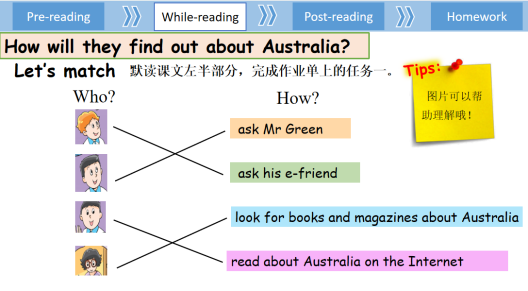 Pre-reading
While-reading
Post-reading
Homework
How will they find out about Australia?
Let's match 默读课文左半部分，完成作业单上的任务一。
Tips:
图片可以帮
助理解哦！
Who?
How?
ask Mr Green
ask his e-friend
look for books and magazines about Australia
read about Australia on the Internet